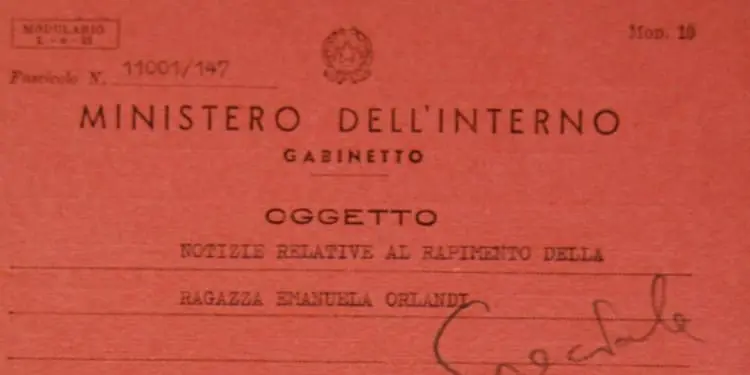 MODULARIO
Mod. 10
Fascicolo N. 11001/147
MINISTERO DELL'INTERNO
GABINETTO
OGGETTO
NOTIZIE RELATIVE AL RAPIMENTO DELLA
RAGAZZA EMANUELA ORLANDI